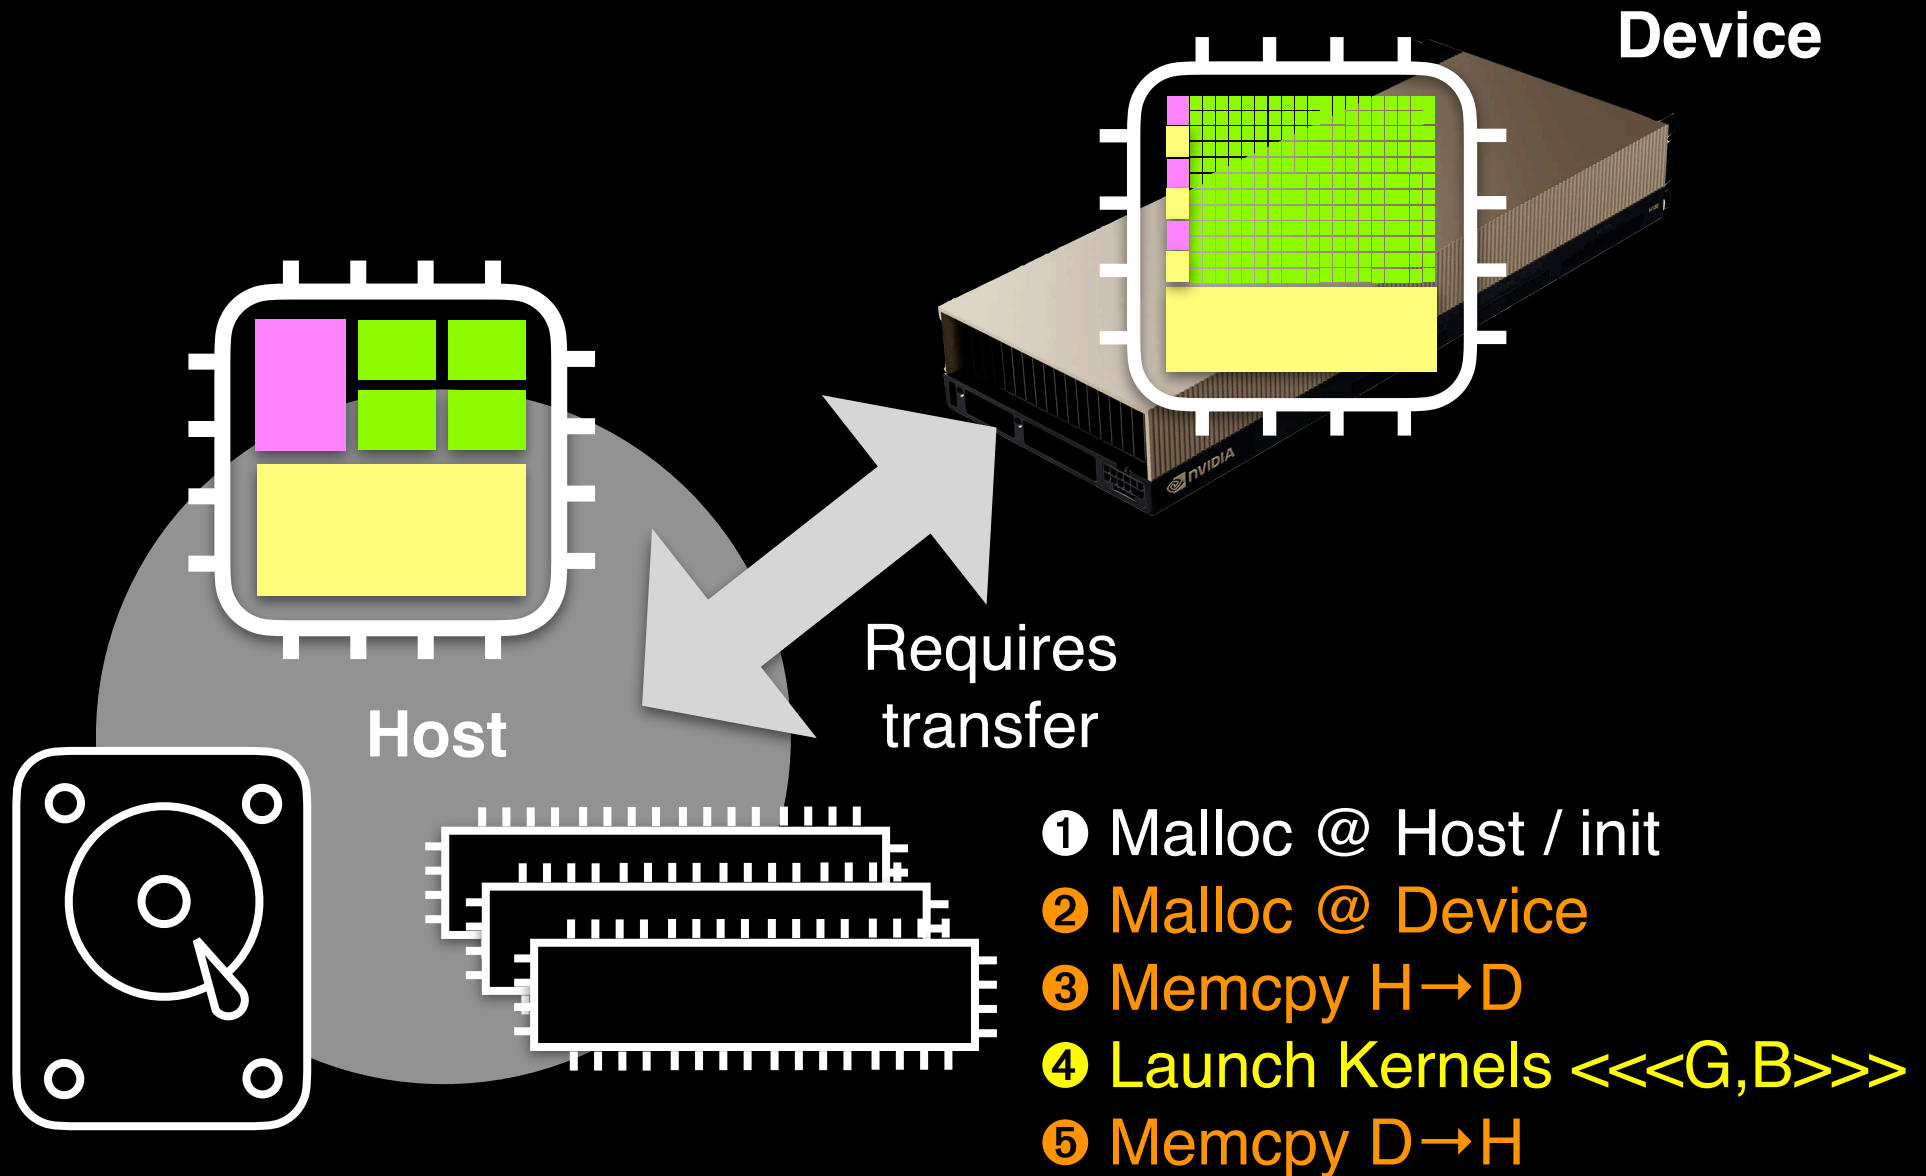 Device
NVIDIA
Requires
transfer
Host
❶ Malloc @ Host / init
❷ Malloc @ Device
❸ Memcpy H→D
❹ Launch Kernels <<<G,B>>>
❺ Memcpy D→H